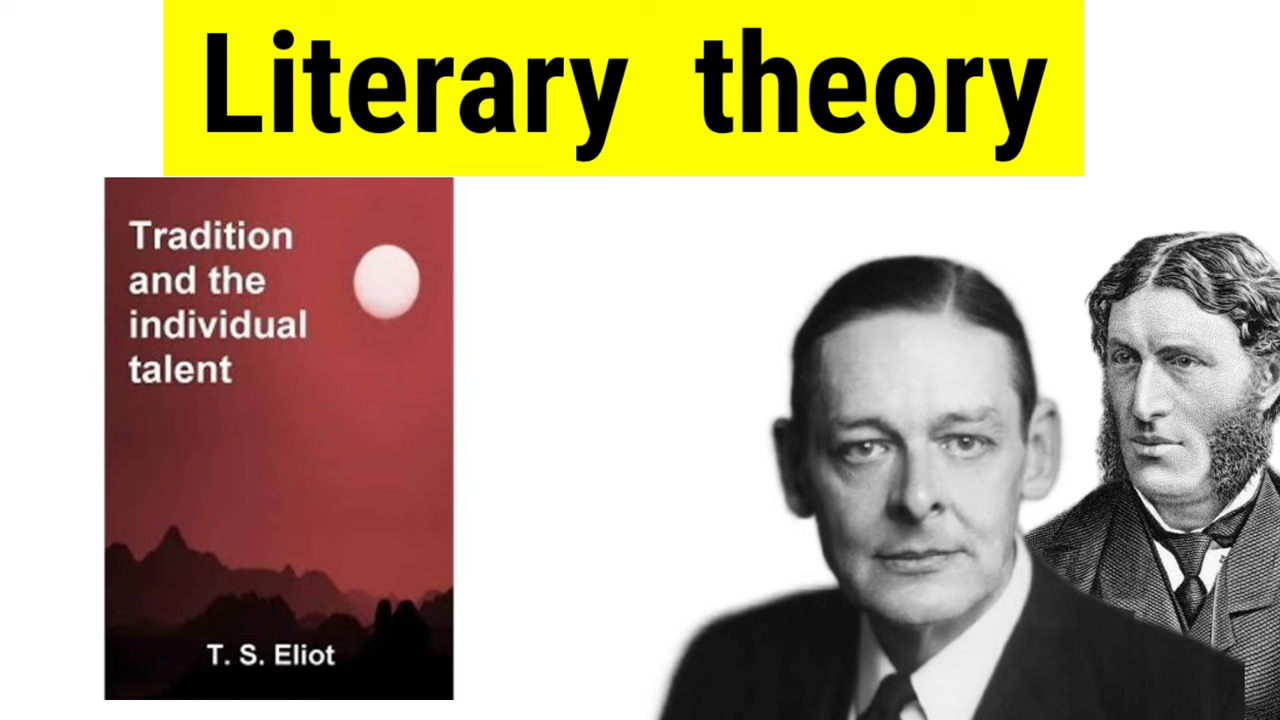 Literary theory
Tradition
and the
individual
talent
T. S. Eliot